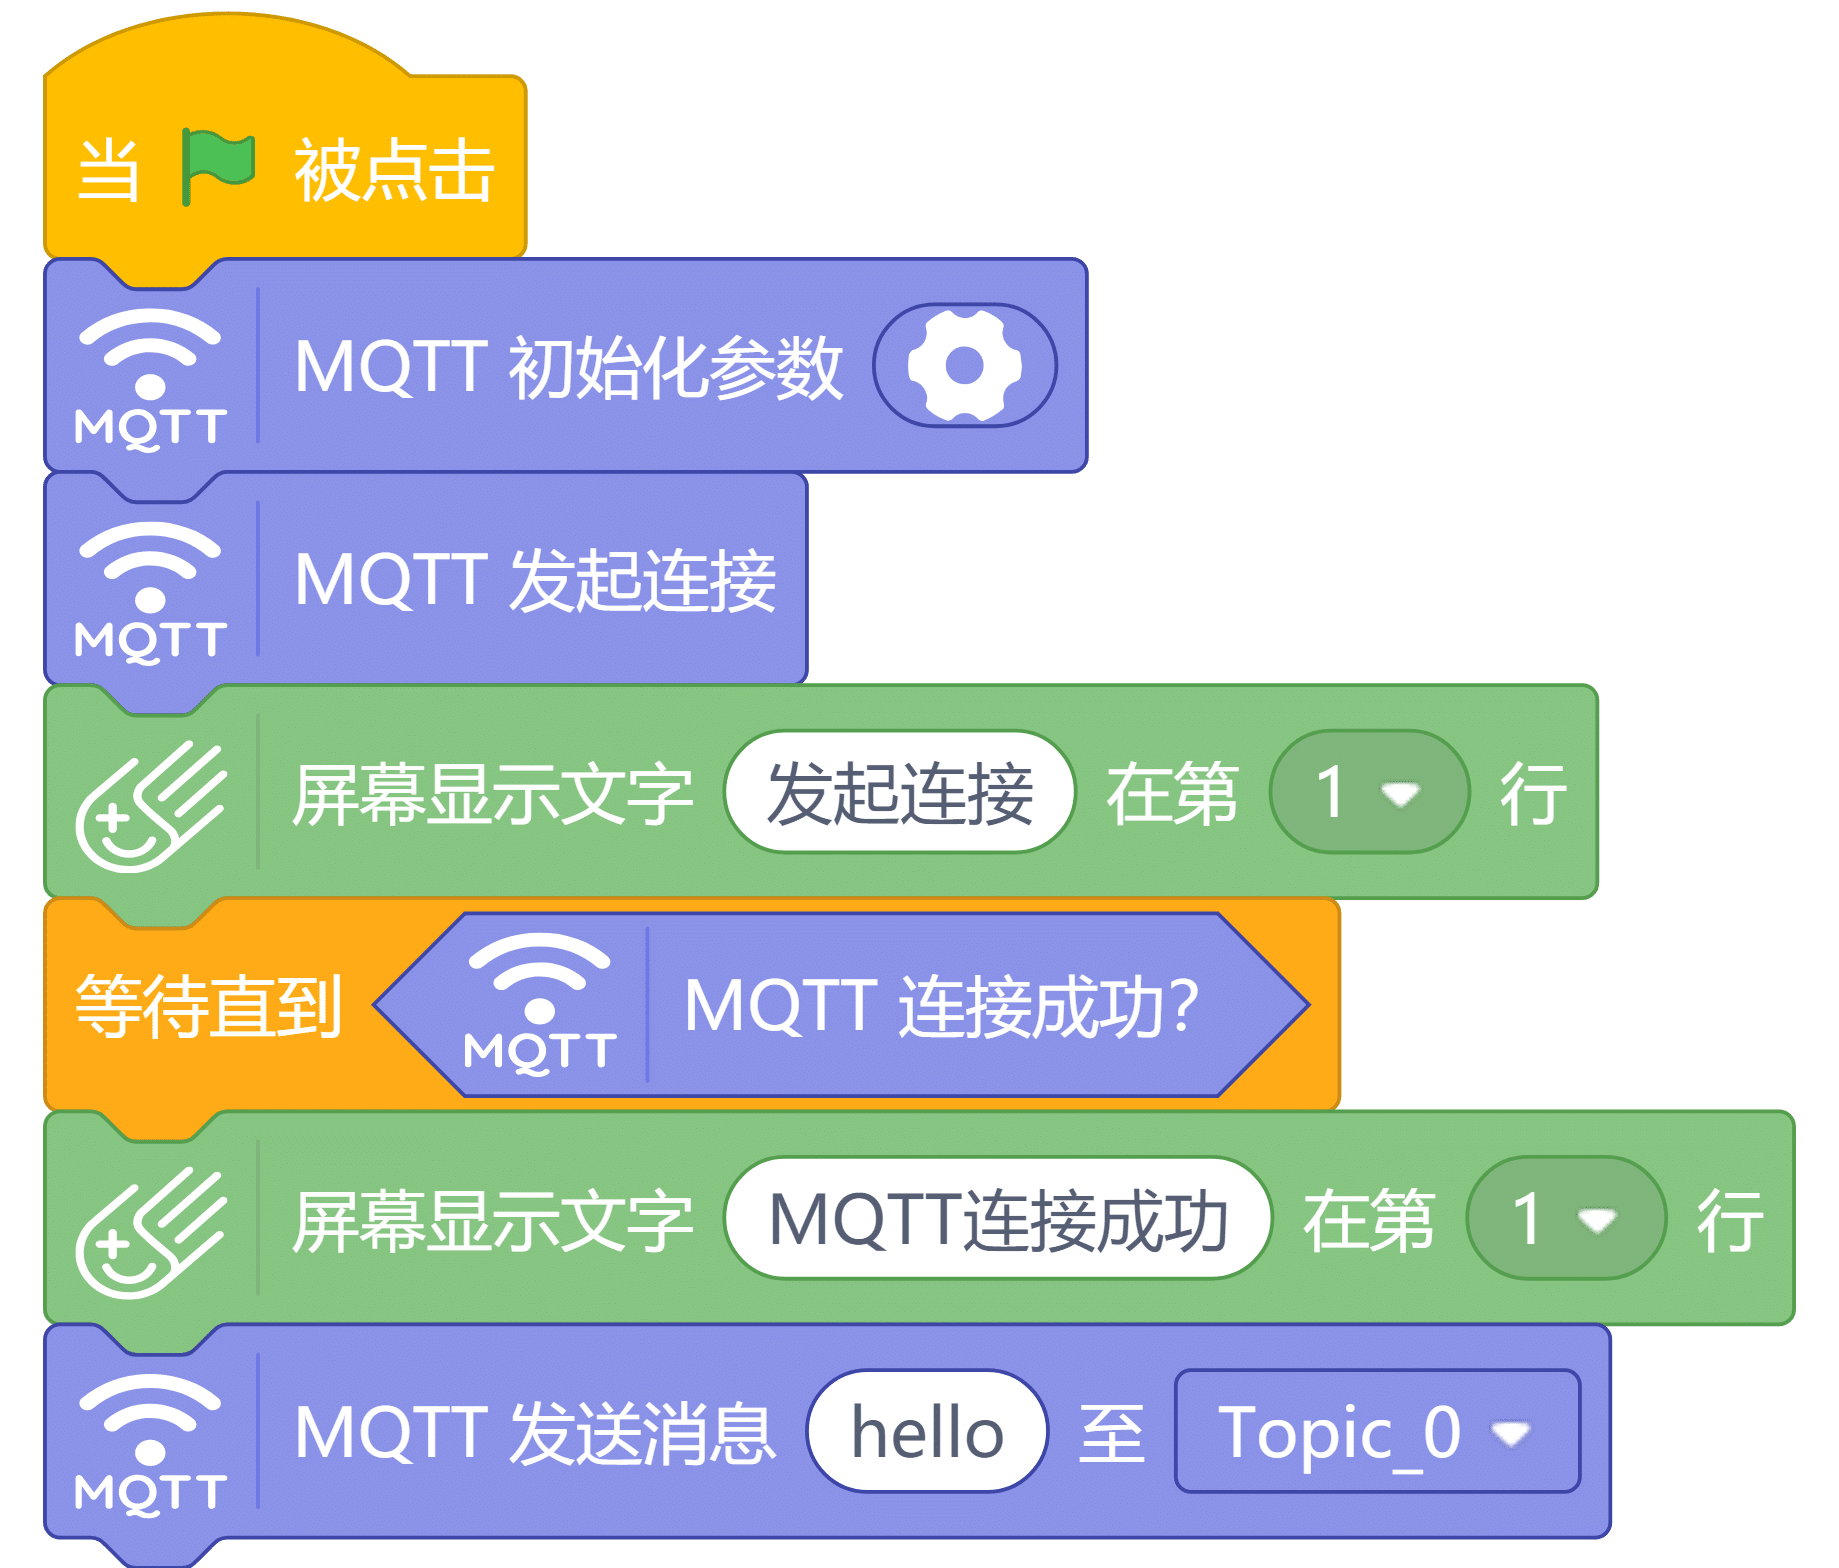 当 被点击
MQTT MQTT 初始化参数
MQTT MQTT 发起连接
屏幕显示文字 发起连接 在第 1 行
等待直到 MQTT MQTT 连接成功?
屏幕显示文字 MQTT连接成功 在第 1 行
MQTT MQTT 发送消息 hello 至 Topic_0